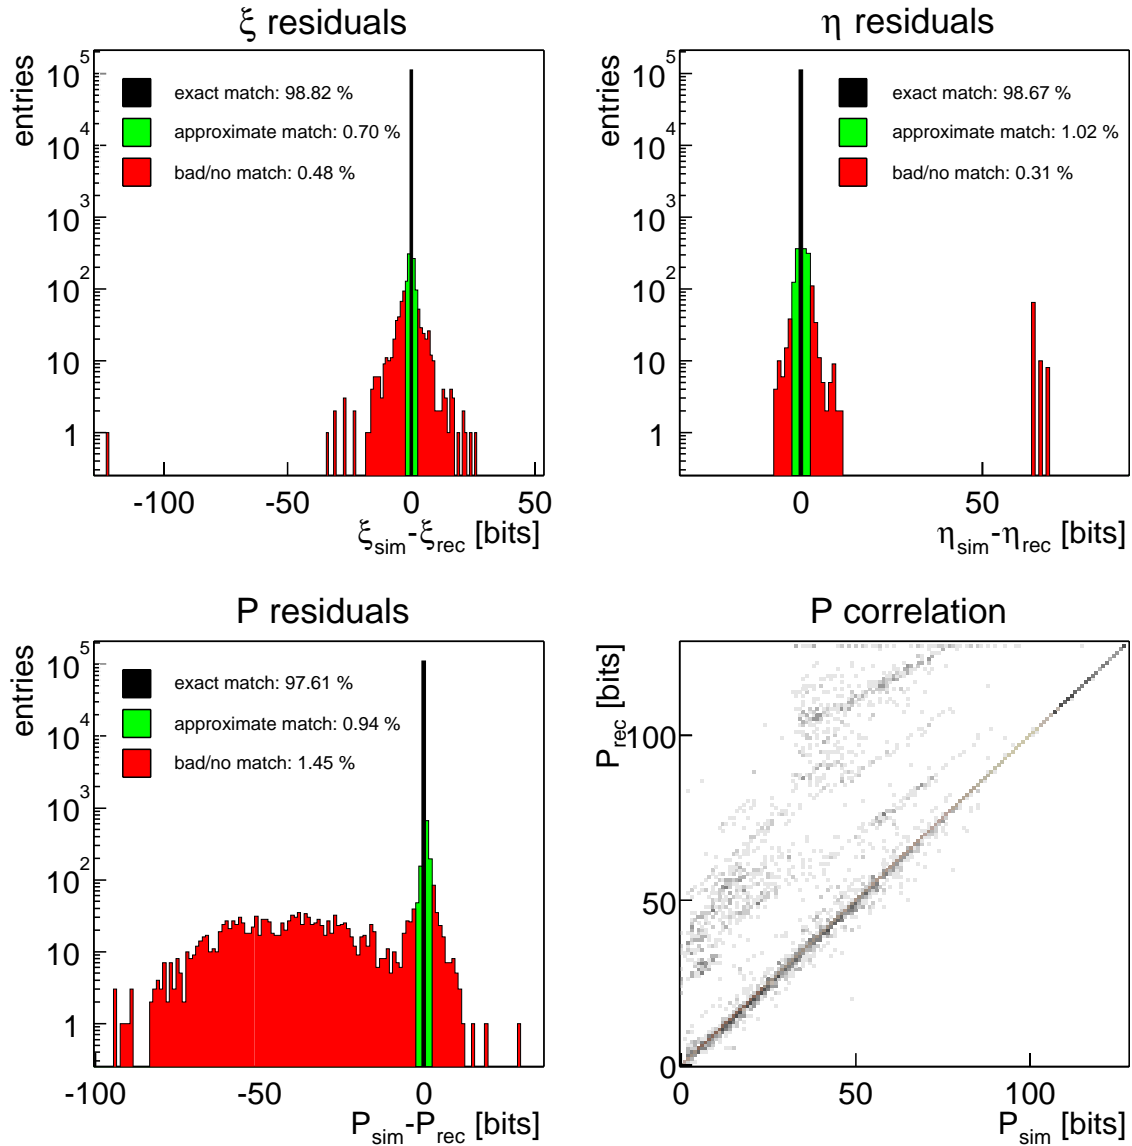 ξ residuals
entries
10^5
10^4
10^3
10^2
10
1
exact match: 98.82 %
approximate match: 0.70 %
bad/no match: 0.48 %
-100 -50 0 50
ξ_sim-ξ_rec [bits]
η residuals
entries
10^5
10^4
10^3
10^2
10
1
exact match: 98.67 %
approximate match: 1.02 %
bad/no match: 0.31 %
0 50
η_sim-η_rec [bits]
P residuals
entries
10^5
10^4
10^3
10^2
10
1
exact match: 97.61 %
approximate match: 0.94 %
bad/no match: 1.45 %
-100 -50 0
P_sim-P_rec [bits]
P correlation
P_rec [bits]
100
50
0
0 50 100
P_sim [bits]